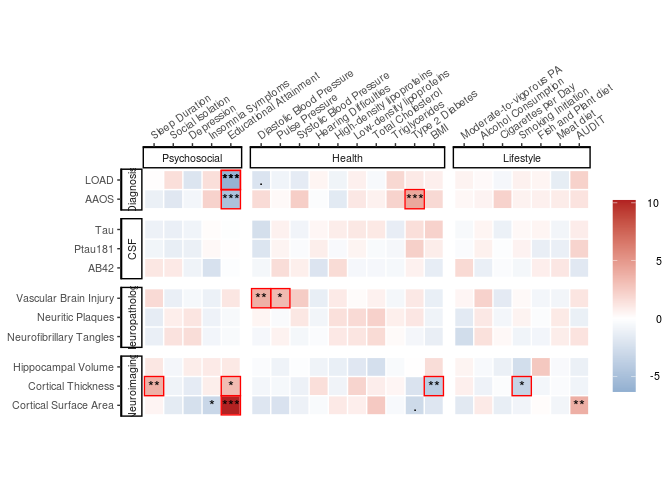 Sleep Duration
Social Isolation
Depression
Insomnia Symptoms
Educational Attainment
Diastolic Blood Pressure
Pulse Pressure
Systolic Blood Pressure
Hearing Difficulties
High-density lipoproteins
Low-density lipoproteins
Total Cholesterol
Triglycerides
Type 2 Diabetes
BMI
Moderate-to-vigorous PA
Alcohol Consumption
Cigarettes per Day
Smoking Initiation
Fish and Plant diet
Meat diet
AUDIT
Psychosocial
Health
Lifestyle
Diagnosis
LOAD
*** .
AAOS
*** ***
CSF
Tau
Ptau181
AB42
europatholog
Vascular Brain Injury
** *
Neuritic Plaques
Neurofibrillary Tangles
Neuroimaging
Hippocampal Volume
Cortical Thickness
** * ** *
Cortical Surface Area
* *** . **
10
5
0
-5